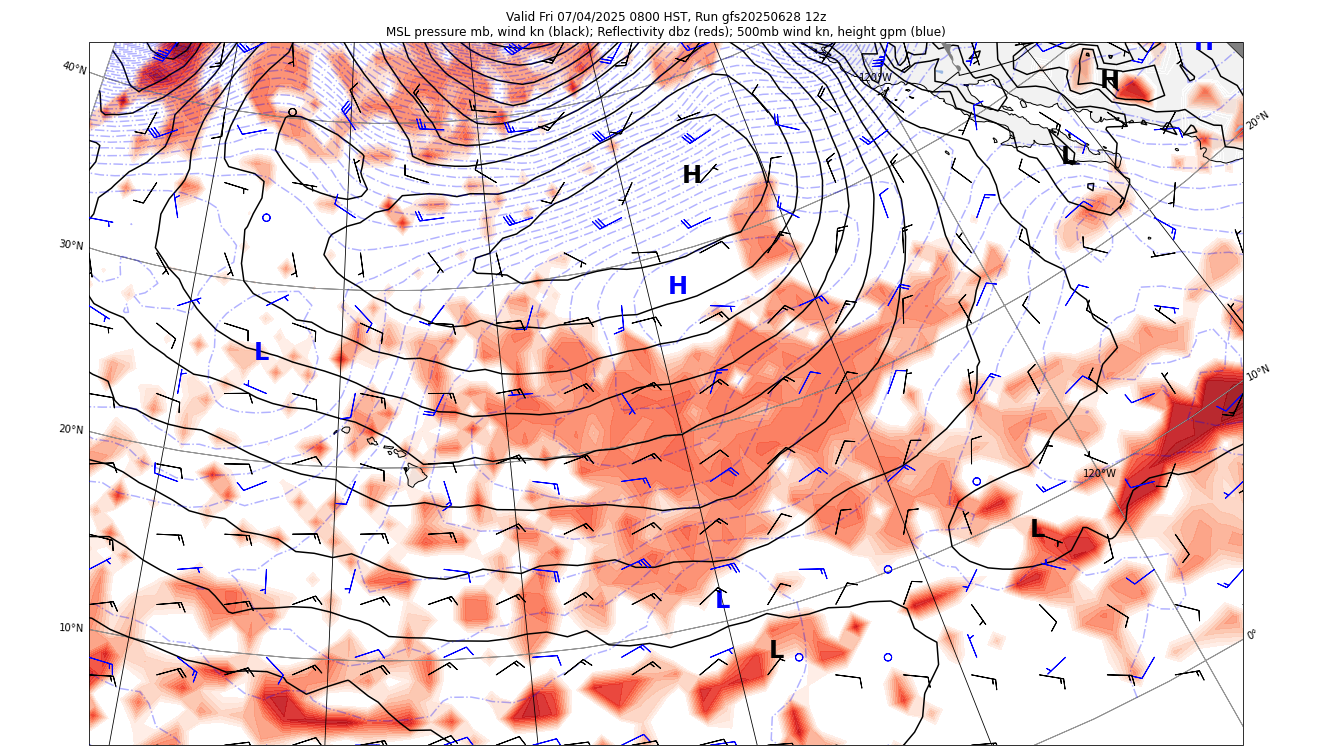 Valid Fri 07/04/2025 0800 HST, Run gfs20250628 12z
MSL pressure mb, wind kn (black); Reflectivity dbz (reds); 500mb wind kn, height gpm (blue)
H
40°N
120°W
H
20°N
L
H
30°N
H
L
10°N
20°N
120°W
L
L
10°N
0°
L